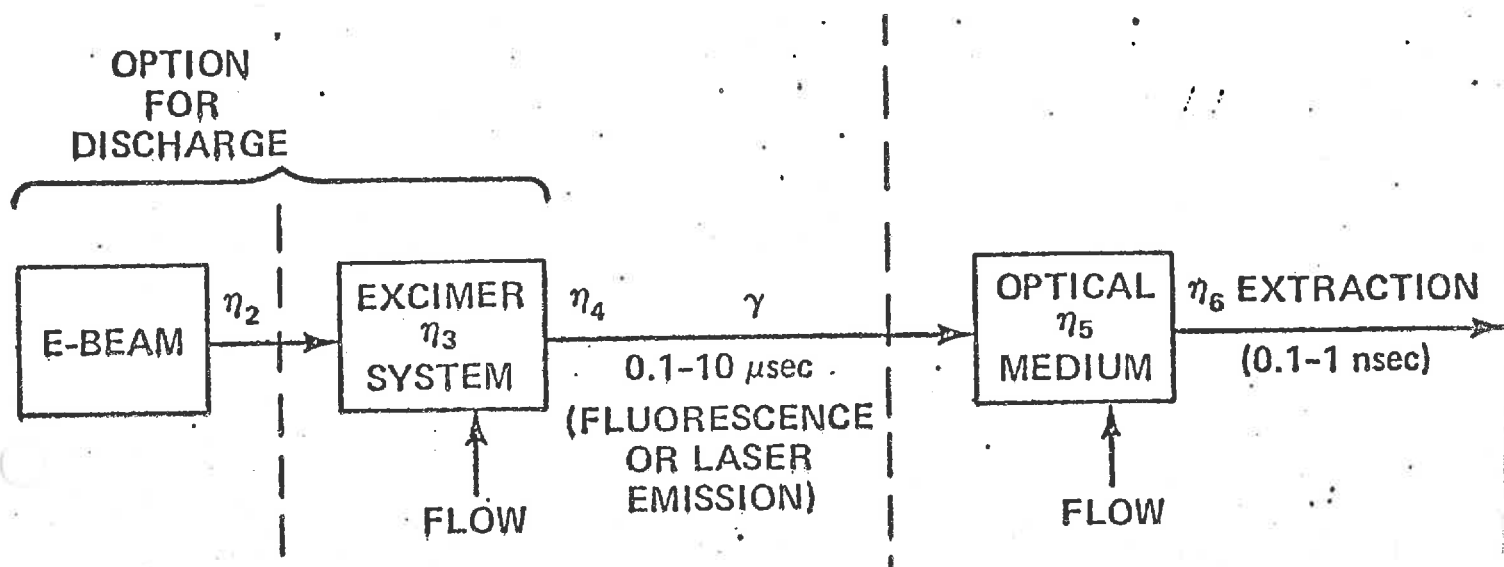 OPTION
FOR
DISCHARGE
E-BEAM
η2
EXCIMER
η3
SYSTEM
FLOW
η4
γ
0.1–10 μsec
(FLUORESCENCE
OR LASER
EMISSION)
OPTICAL
η5
MEDIUM
FLOW
η6 EXTRACTION
(0.1–1 nsec)